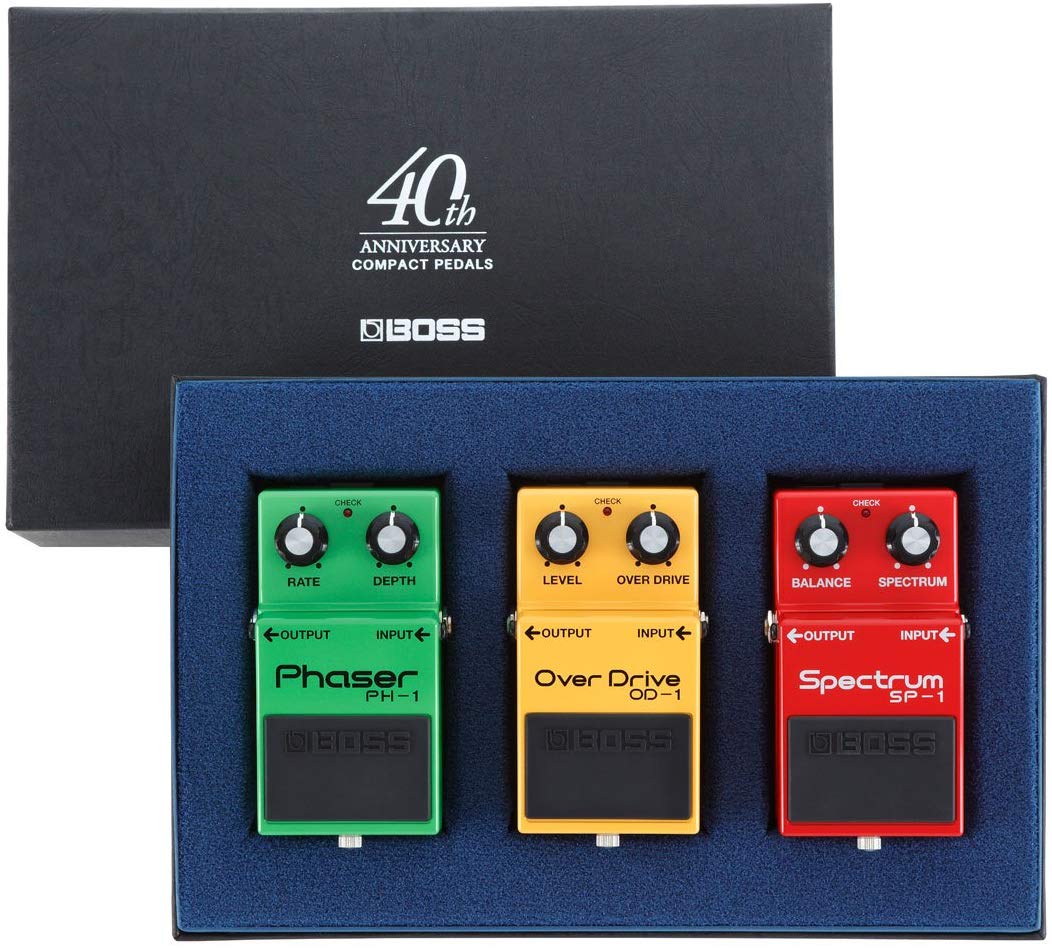 40th
ANNIVERSARY
COMPACT PEDALS
BOSS
CHECK
RATE DEPTH
←OUTPUT INPUT←
Phaser
PH-1
BOSS
CHECK
LEVEL OVER DRIVE
←OUTPUT INPUT←
Over Drive
OD-1
BOSS
CHECK
BALANCE SPECTRUM
←OUTPUT INPUT←
Spectrum
SP-1
BOSS